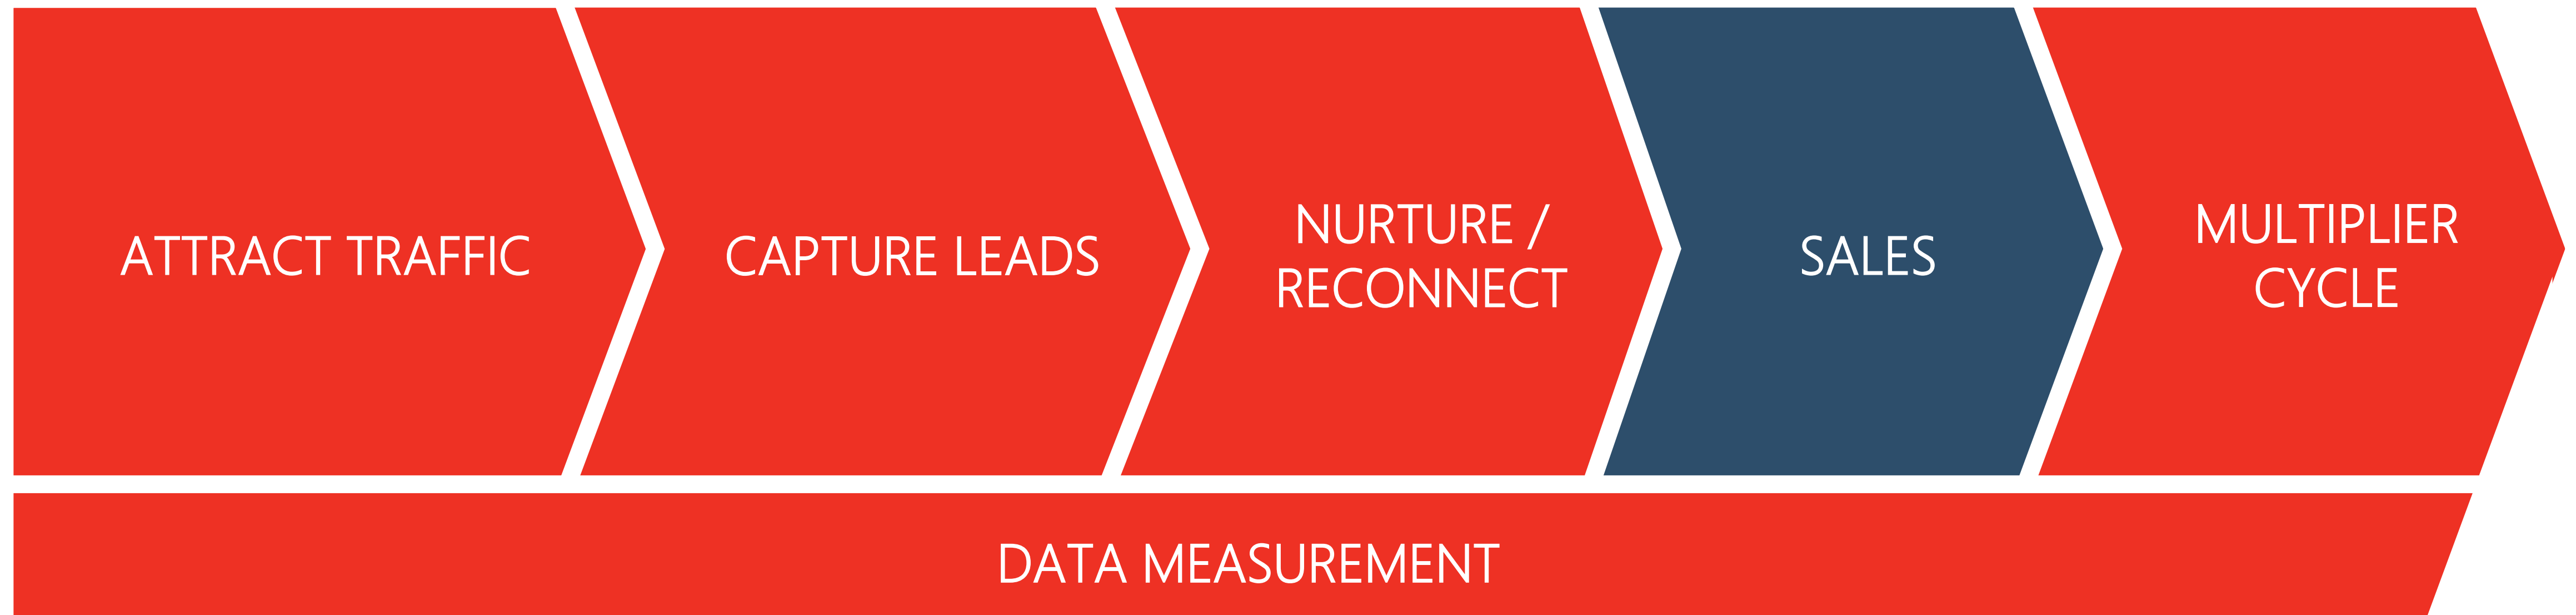 ATTRACT TRAFFIC
CAPTURE LEADS
NURTURE /
RECONNECT
SALES
MULTIPLIER
CYCLE
DATA MEASUREMENT